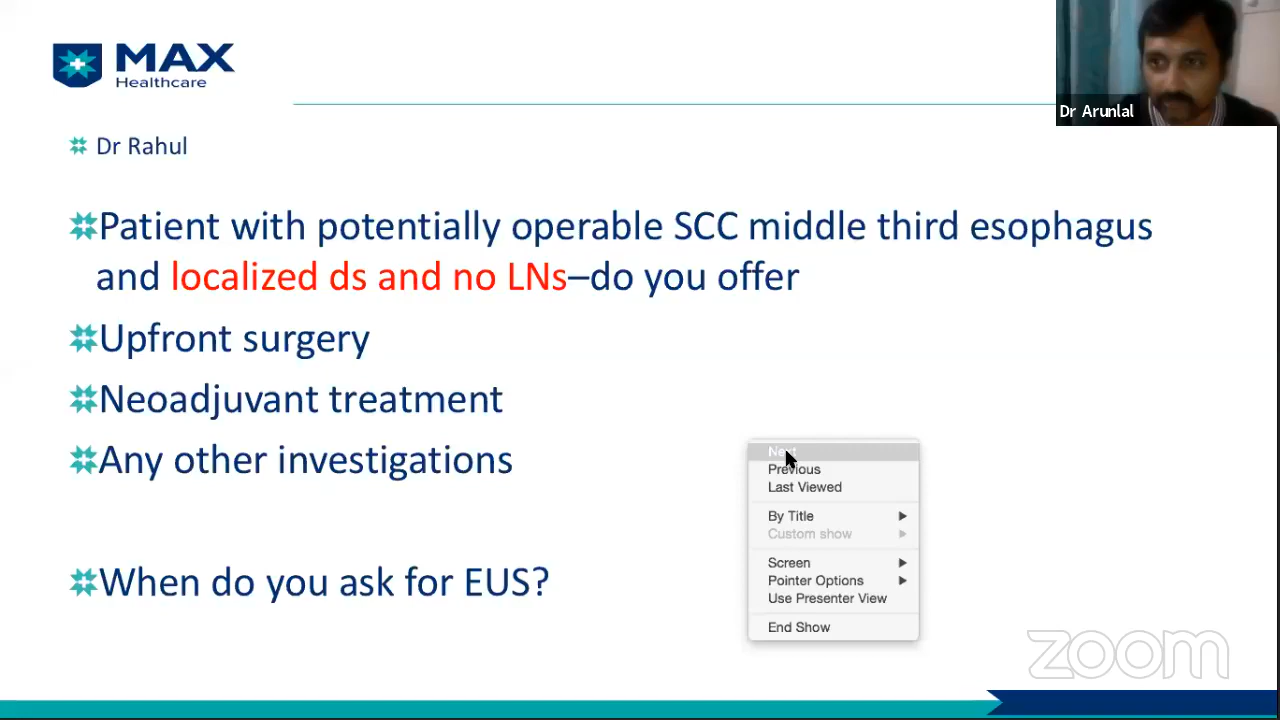 MAX
Healthcare
Dr Arunlal
Dr Rahul
Patient with potentially operable SCC middle third esophagus
and localized ds and no LNs–do you offer
Upfront surgery
Neoadjuvant treatment
Any other investigations
When do you ask for EUS?
Previous
Last Viewed
By Title
Custom show
Screen
Pointer Options
Use Presenter View
End Show
zoom